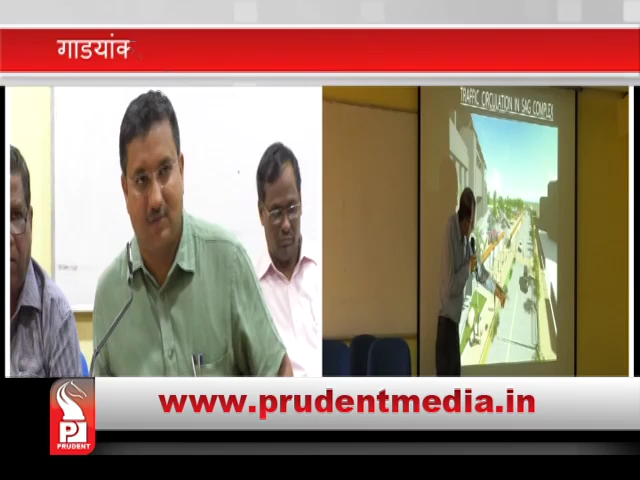 गाडयांक
TRAFFIC CIRCULATION IN SAG COMPLEX
PRUDENT
www.prudentmedia.in